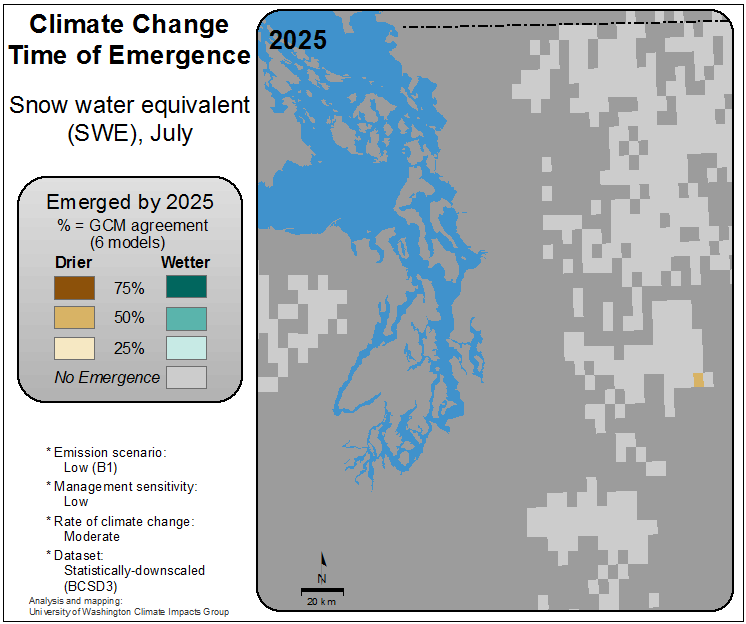 Climate Change
Time of Emergence
Snow water equivalent
(SWE), July
Emerged by 2025
% = GCM agreement
(6 models)
Drier Wetter
75%
50%
25%
No Emergence
* Emission scenario:
Low (B1)
* Management sensitivity:
Low
* Rate of climate change:
Moderate
* Dataset:
Statistically-downscaled
(BCSD3)
Analysis and mapping:
University of Washington Climate Impacts Group
2025
N
20 km